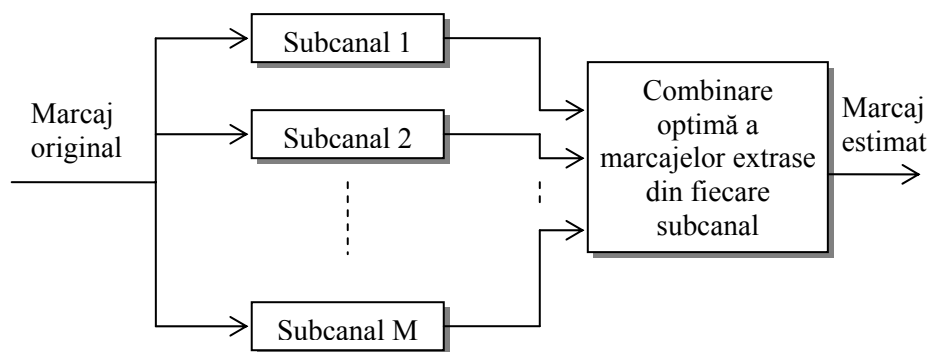 Marcaj
original
Subcanal 1
Subcanal 2
Subcanal M
Combinare
optimă a
marcajelor extrase
din fiecare
subcanal
Marcaj
estimat